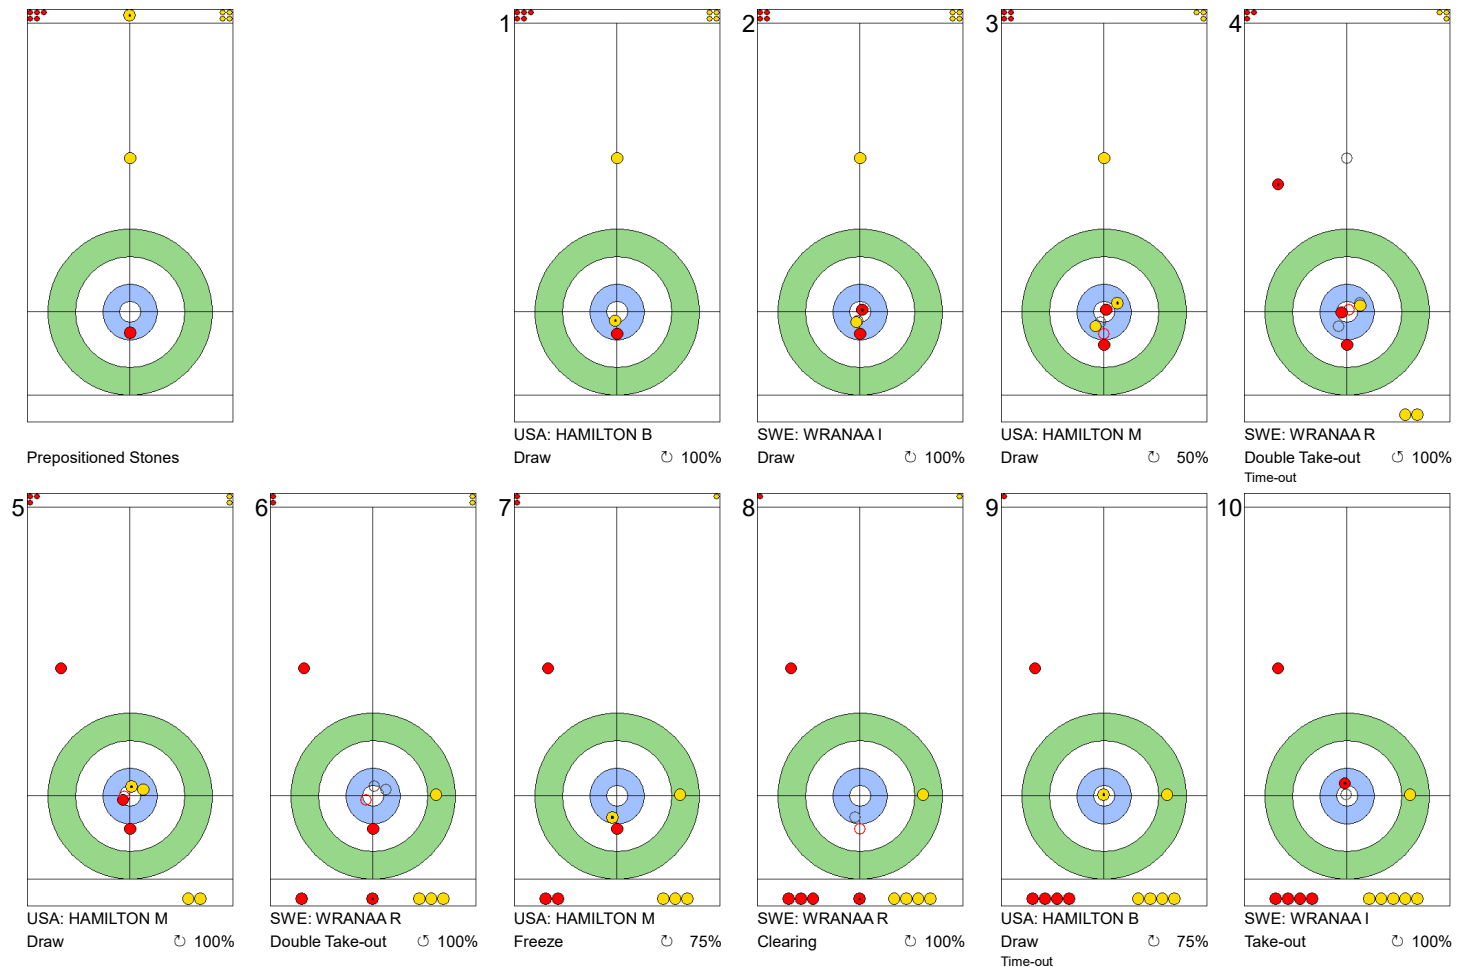 Prepositioned Stones
1
USA: HAMILTON B
Draw ↻ 100%
2
SWE: WRANAA I
Draw ↻ 100%
3
USA: HAMILTON M
Draw ↻ 50%
4
SWE: WRANAA R
Double Take-out ↺ 100%
Time-out
5
USA: HAMILTON M
Draw ↻ 100%
6
SWE: WRANAA R
Double Take-out ↺ 100%
7
USA: HAMILTON M
Freeze ↻ 75%
8
SWE: WRANAA R
Clearing ↻ 100%
9
USA: HAMILTON B
Draw ↻ 75%
Time-out
10
SWE: WRANAA I
Take-out ↻ 100%